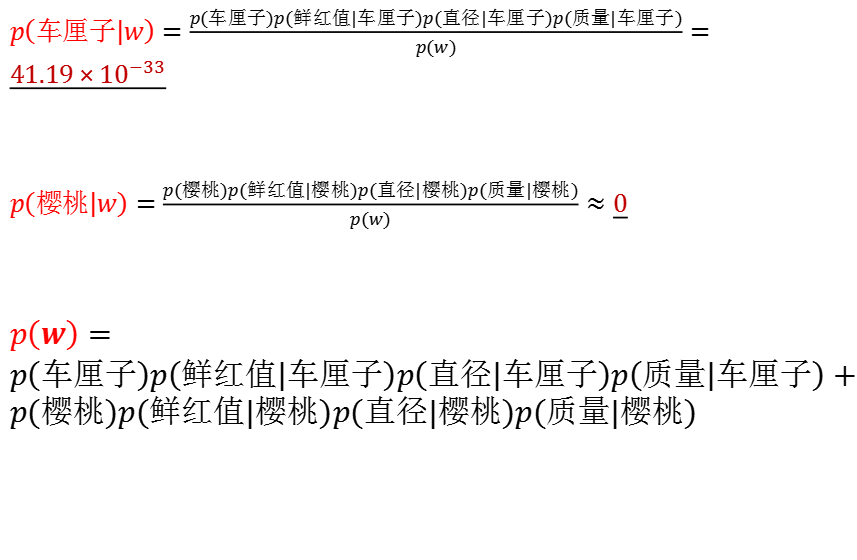 p(车厘子|w) = p(车厘子)p(鲜红值|车厘子)p(直径|车厘子)p(质量|车厘子) / p(w) =
41.19 × 10⁻³³
p(樱桃|w) = p(樱桃)p(鲜红值|樱桃)p(直径|樱桃)p(质量|樱桃) / p(w) ≈ 0
p(w) =
p(车厘子)p(鲜红值|车厘子)p(直径|车厘子)p(质量|车厘子) +
p(樱桃)p(鲜红值|樱桃)p(直径|樱桃)p(质量|樱桃)